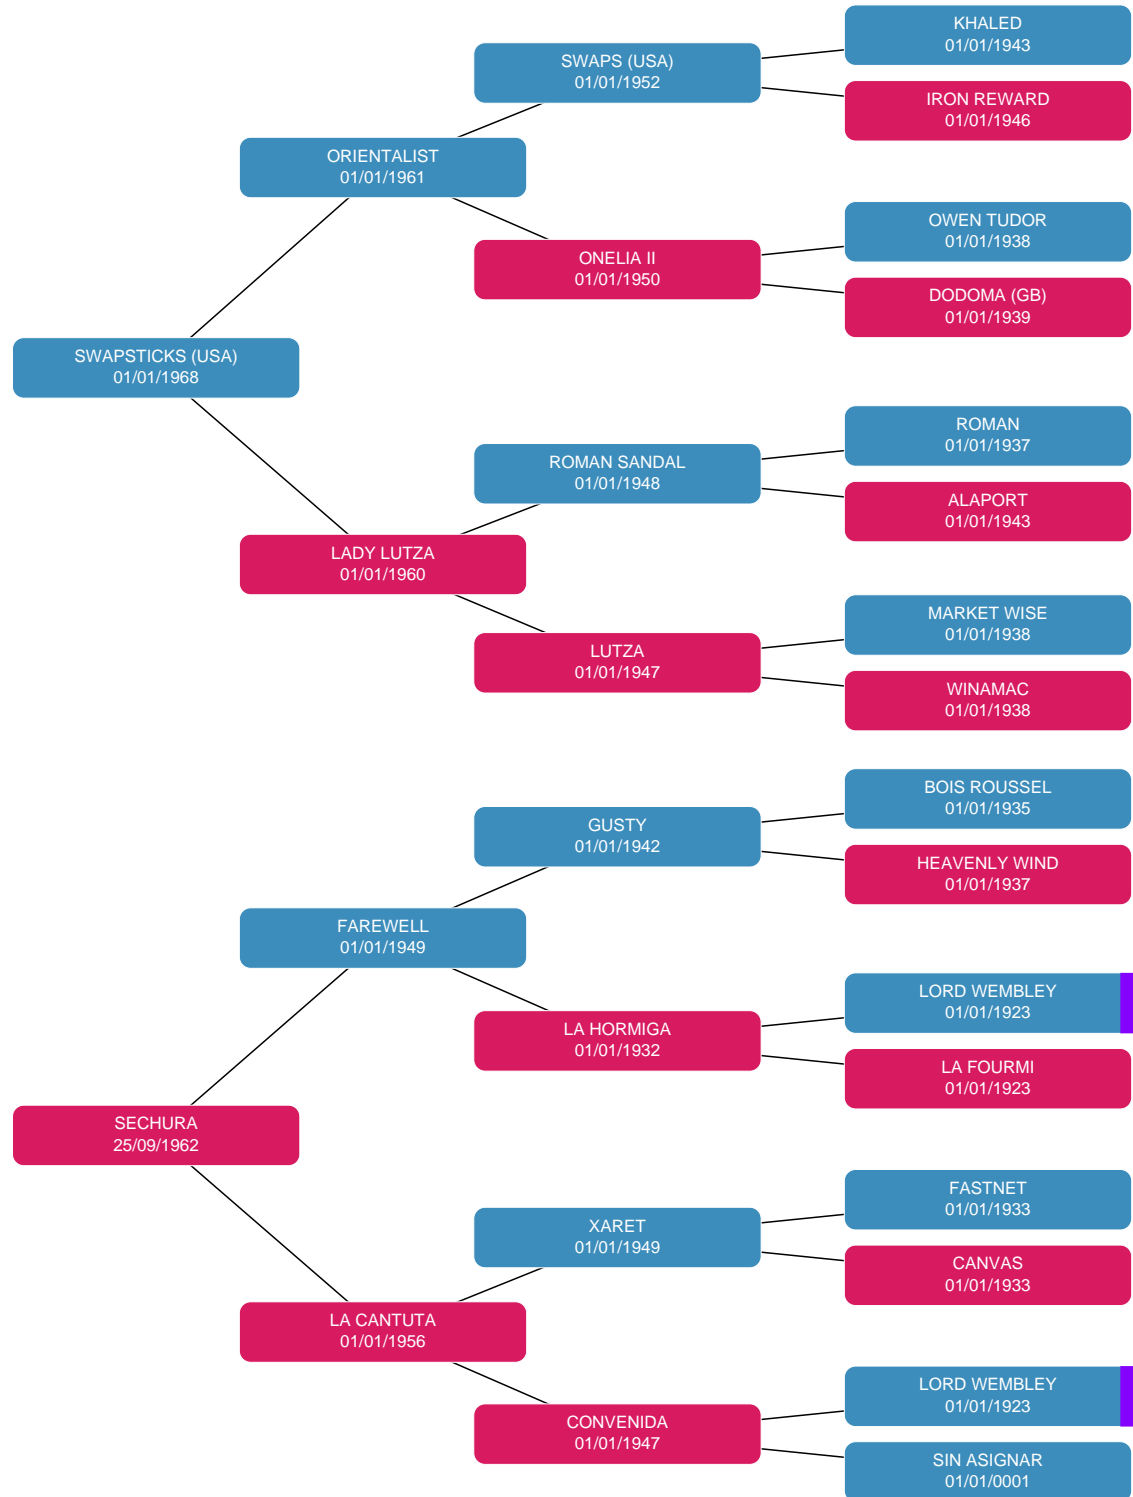 KHALED
01/01/1943
SWAPS (USA)
01/01/1952
IRON REWARD
01/01/1946
ORIENTALIST
01/01/1961
OWEN TUDOR
01/01/1938
ONELIA II
01/01/1950
DODOMA (GB)
01/01/1939
SWAPSTICKS (USA)
01/01/1968
ROMAN
01/01/1937
ROMAN SANDAL
01/01/1948
ALAPORT
01/01/1943
LADY LUTZA
01/01/1960
MARKET WISE
01/01/1938
LUTZA
01/01/1947
WINAMAC
01/01/1938
BOIS ROUSSEL
01/01/1935
GUSTY
01/01/1942
HEAVENLY WIND
01/01/1937
FAREWELL
01/01/1949
LORD WEMBLEY
01/01/1923
LA HORMIGA
01/01/1932
LA FOURMI
01/01/1923
SECHURA
25/09/1962
FASTNET
01/01/1933
XARET
01/01/1949
CANVAS
01/01/1933
LA CANTUTA
01/01/1956
LORD WEMBLEY
01/01/1923
CONVENIDA
01/01/1947
SIN ASIGNAR
01/01/0001